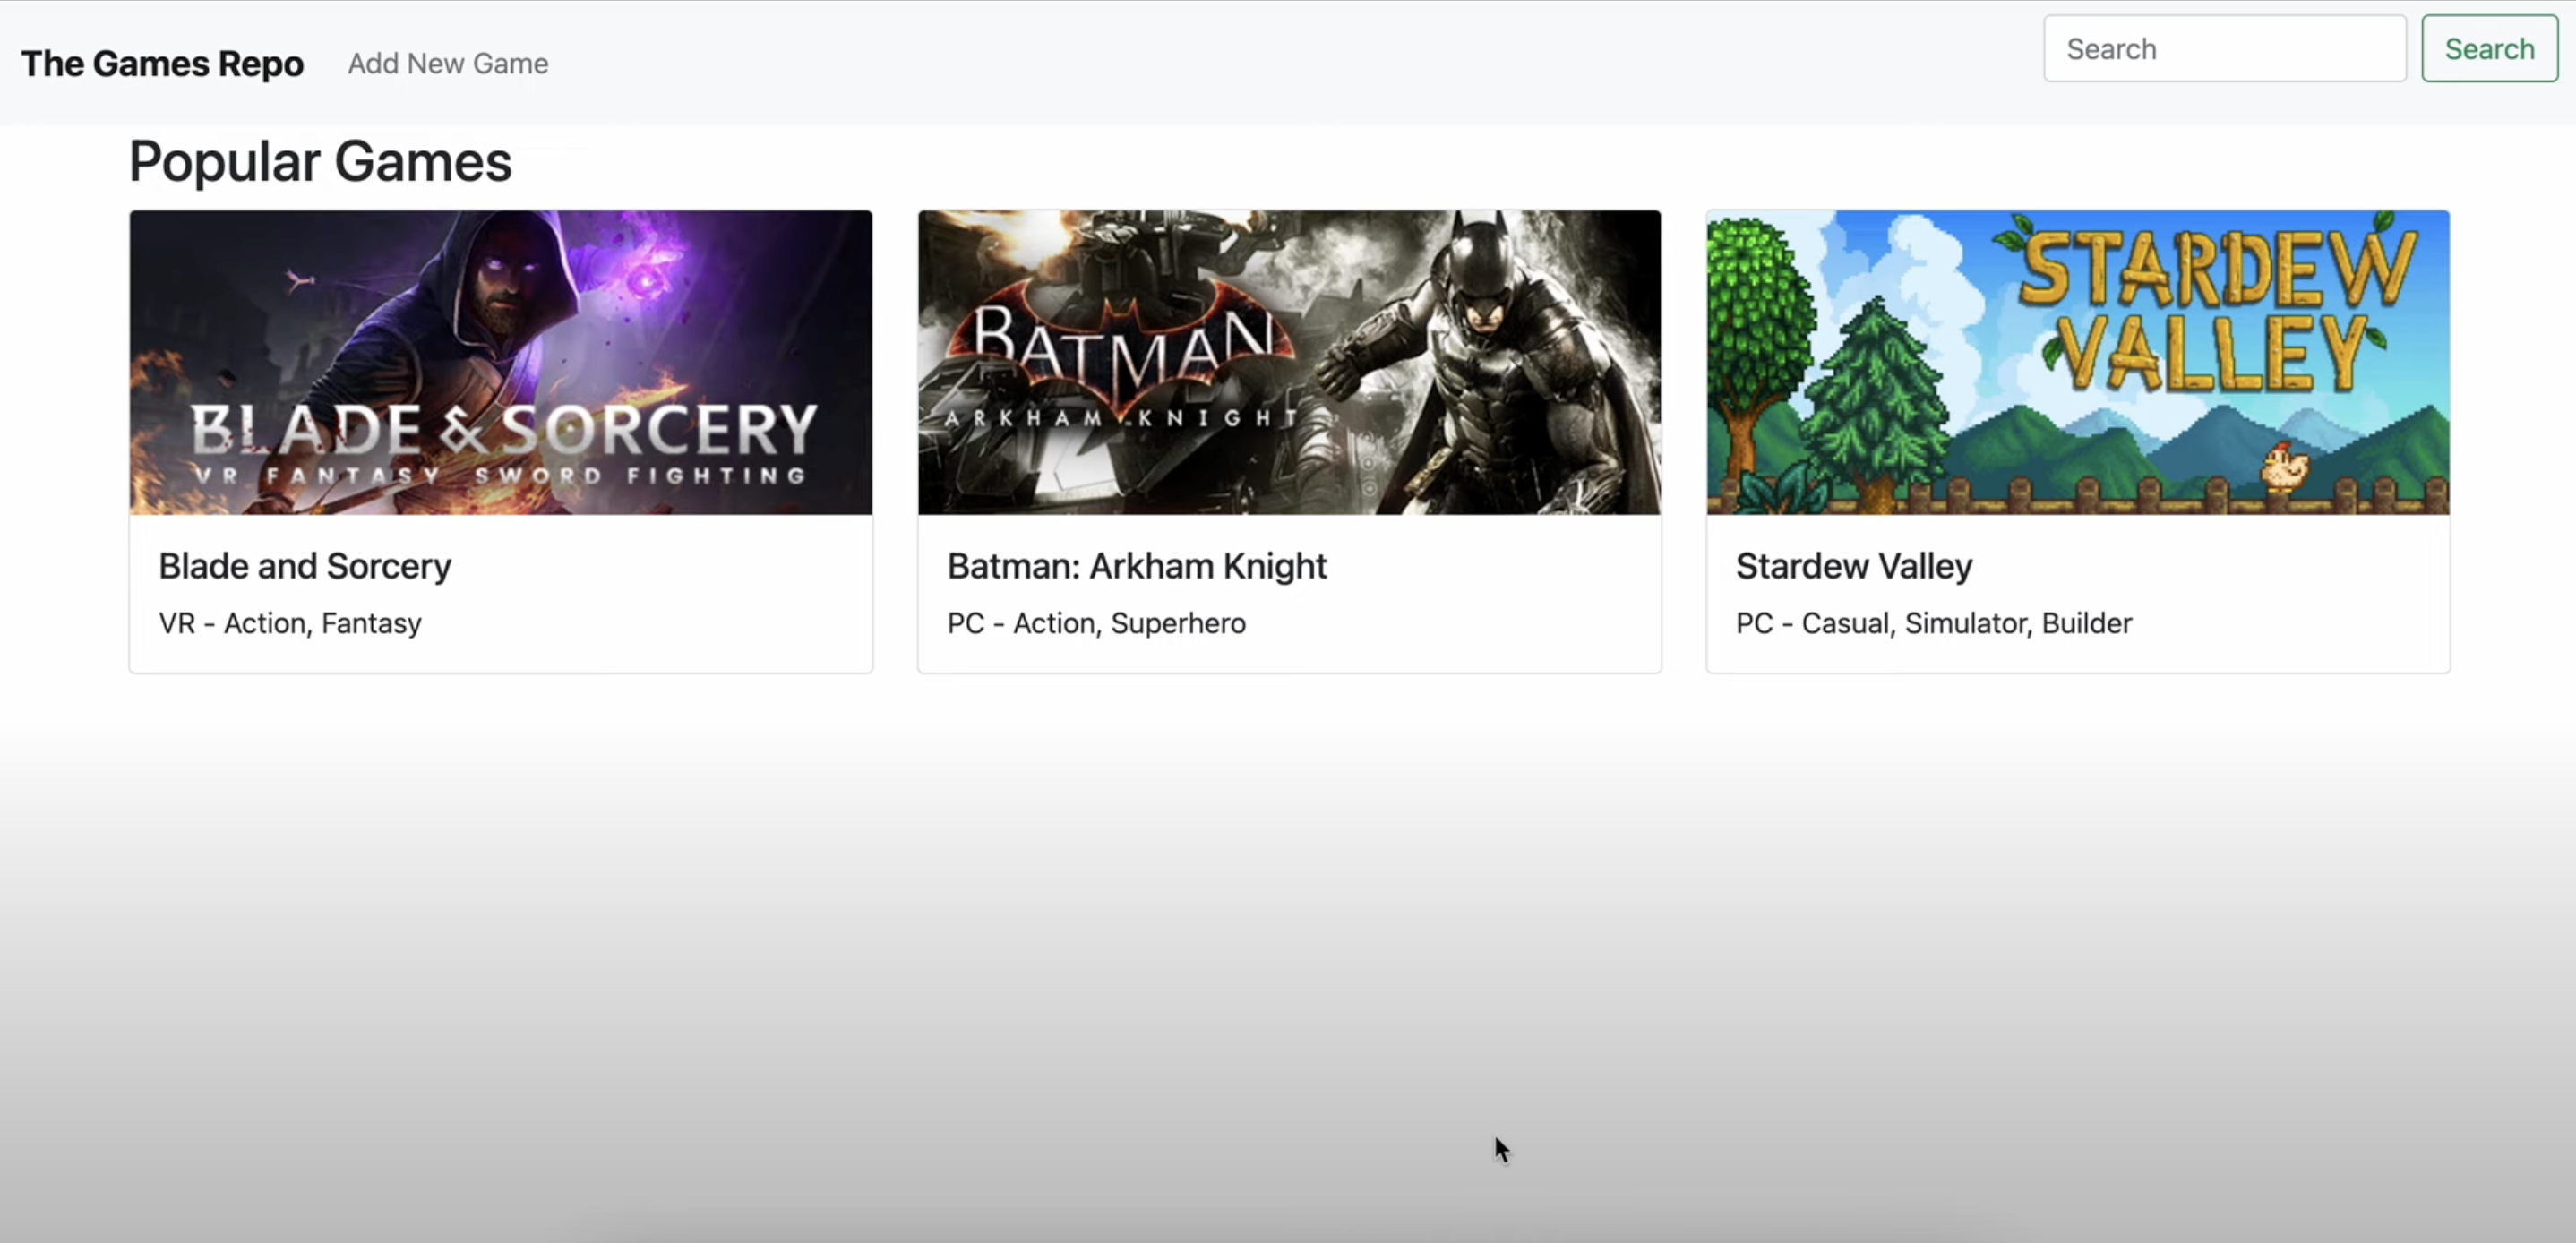 The Games Repo Add New Game Search Search
Popular Games
BLADE & SORCERY
VR FANTASY SWORD FIGHTING
Blade and Sorcery
VR - Action, Fantasy
BATMAN
ARKHAM KNIGHT
Batman: Arkham Knight
PC - Action, Superhero
STARDEW
VALLEY
Stardew Valley
PC - Casual, Simulator, Builder